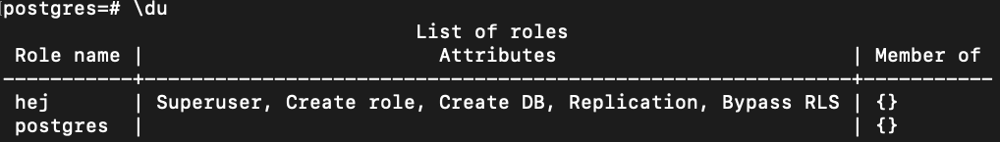 postgres=# \du
List of roles
Role name | Attributes | Member of
-----------+------------------------------------------------------------+-----------
hej | Superuser, Create role, Create DB, Replication, Bypass RLS | {}
postgres | | {}